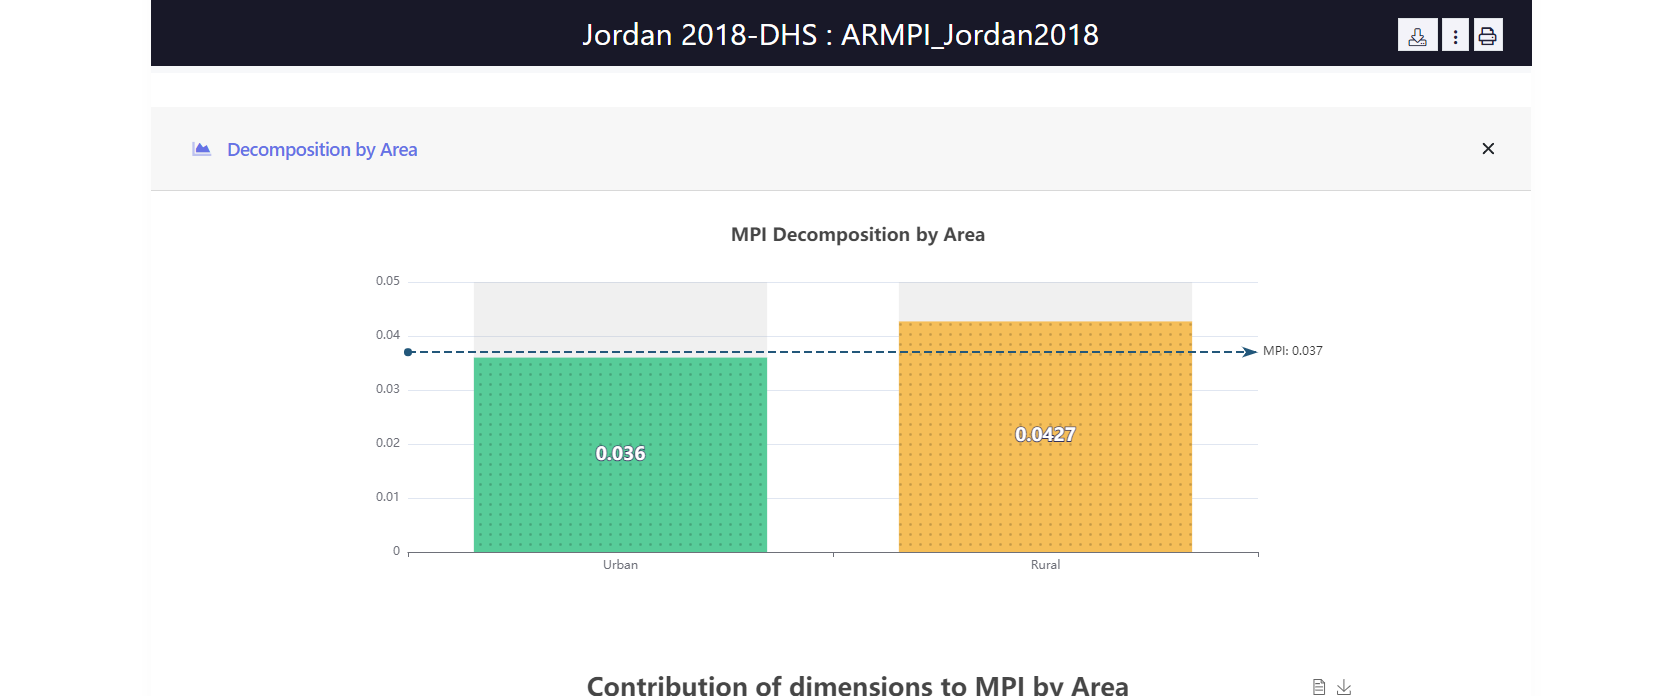 Jordan 2018-DHS : ARMPI_Jordan2018
Decomposition by Area
MPI Decomposition by Area
0.05
0.04
MPI: 0.037
0.03
0.02
0.036
0.0427
0.01
0
Urban
Rural
Contribution of dimensions to MPI by Area